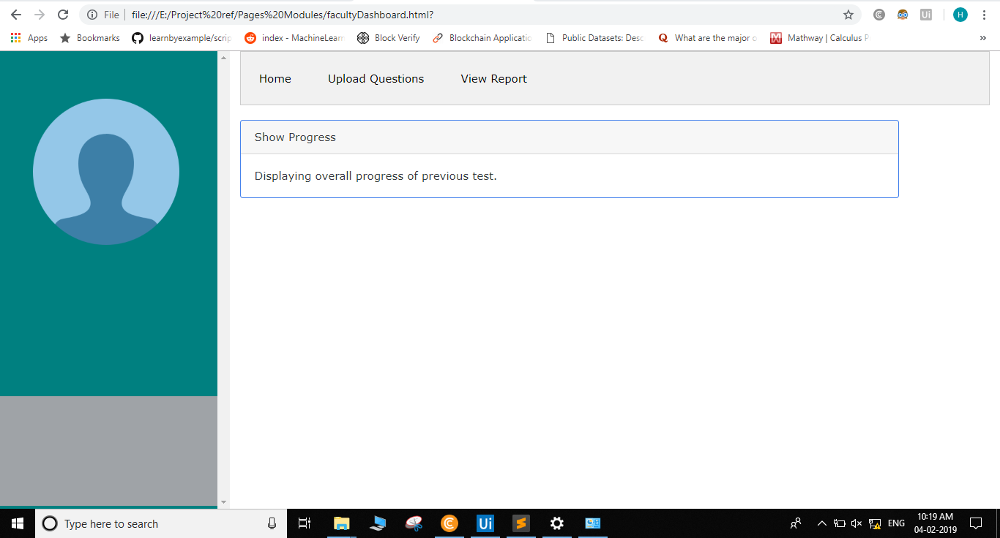 File file:///E:/Project%20ref/Pages%20Modules/facultyDashboard.html?
C Ui H
Apps Bookmarks learnbyexample/scrip index - MachineLearn Block Verify Blockchain Applicatio Public Datasets: Desc Q What are the major o Mathway | Calculus P »
Home Upload Questions View Report
Show Progress
Displaying overall progress of previous test.
Type here to search
C Ui S
ENG
10:19 AM
04-02-2019